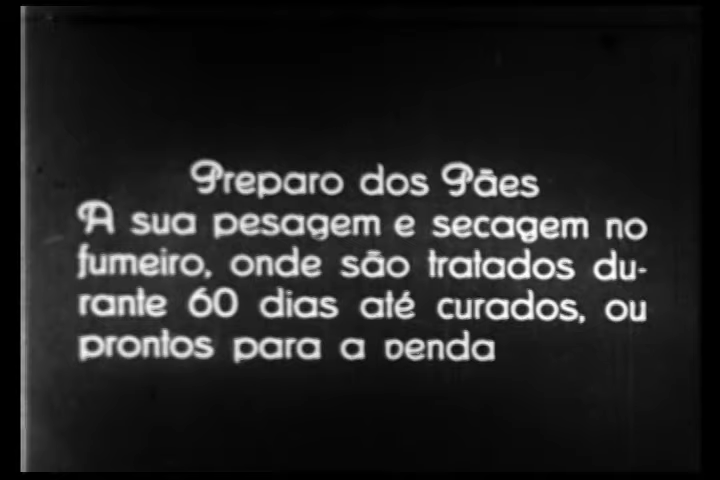 Preparo dos Pães
A sua pesagem e secagem no
fumeiro, onde são tratados du-
rante 60 dias até curados, ou
prontos para a venda